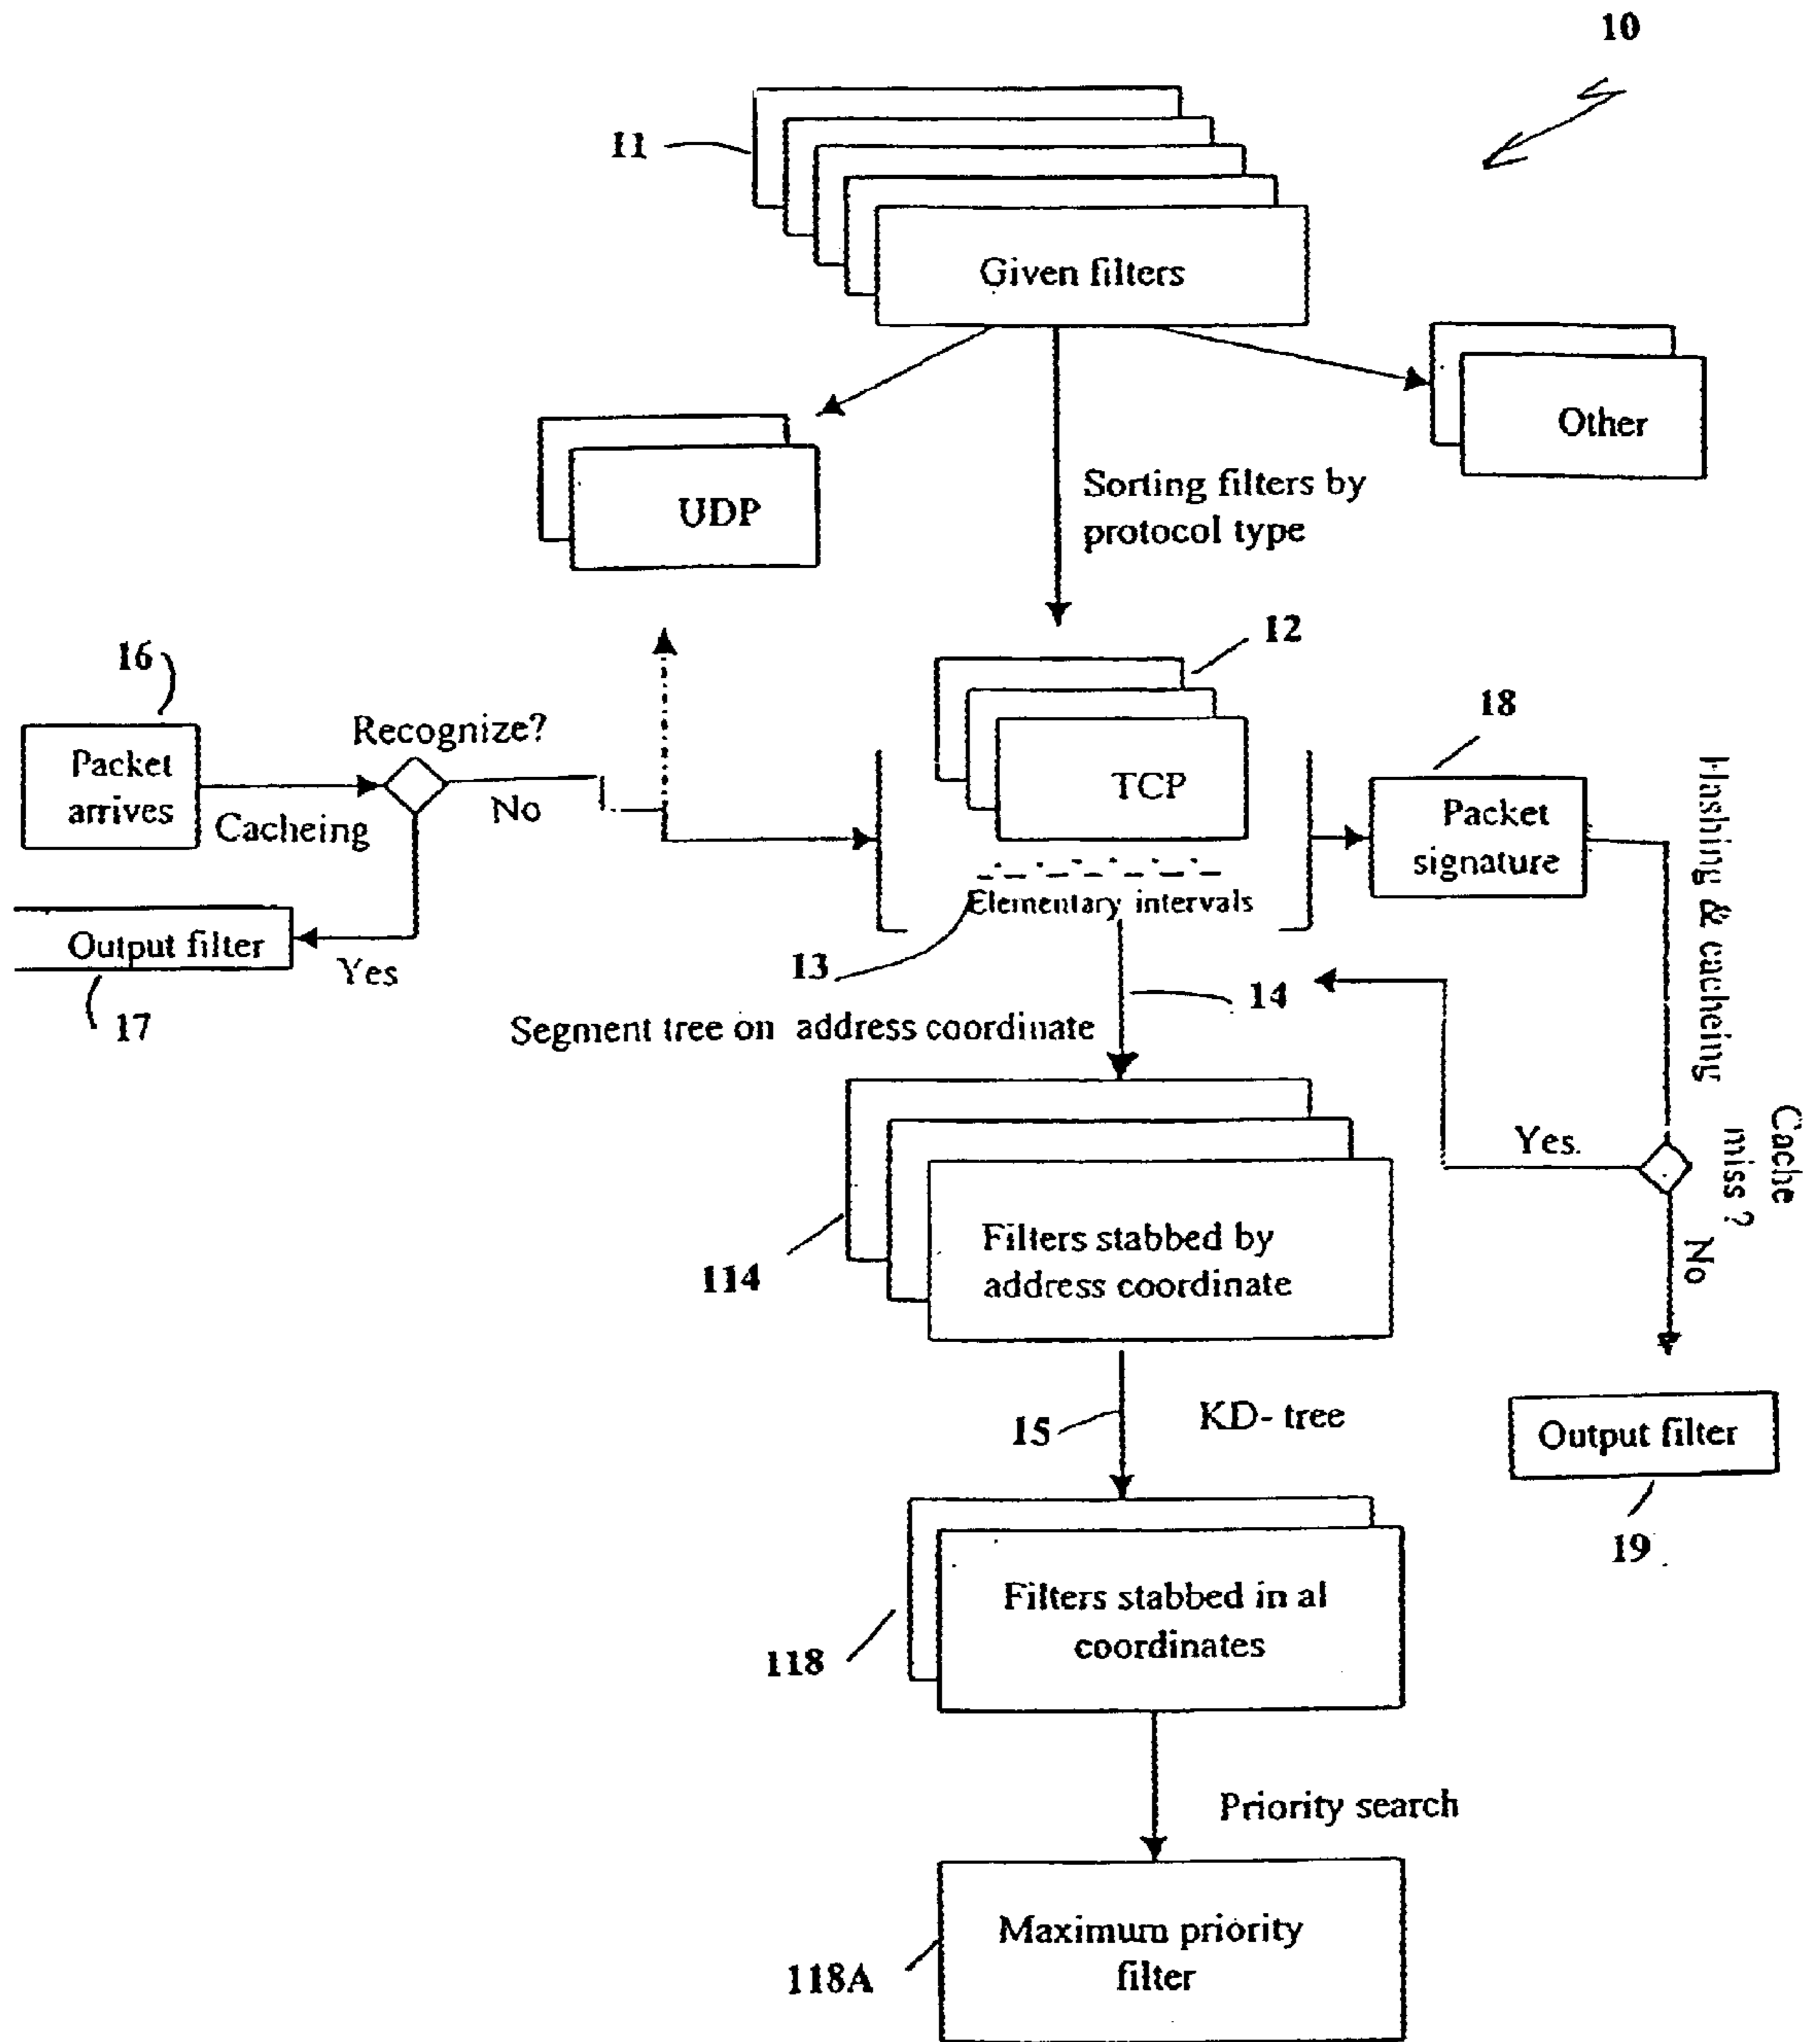 10
11
Given filters
Other
UDP
Sorting filters by
protocol type
12
16
18
Recognize?
Packet
arrives
Cacheing
No
TCP
Packet
signature
Elementary intervals
Hashing & cacheing
Output filter
Yes
13
17
14
Segment tree on address coordinate
Cache
miss ?
Yes.
No
Filters stabbed by
address coordinate
114
15
KD- tree
Output filter
19
Filters stabbed in al
coordinates
118
Priority search
Maximum priority
filter
118A